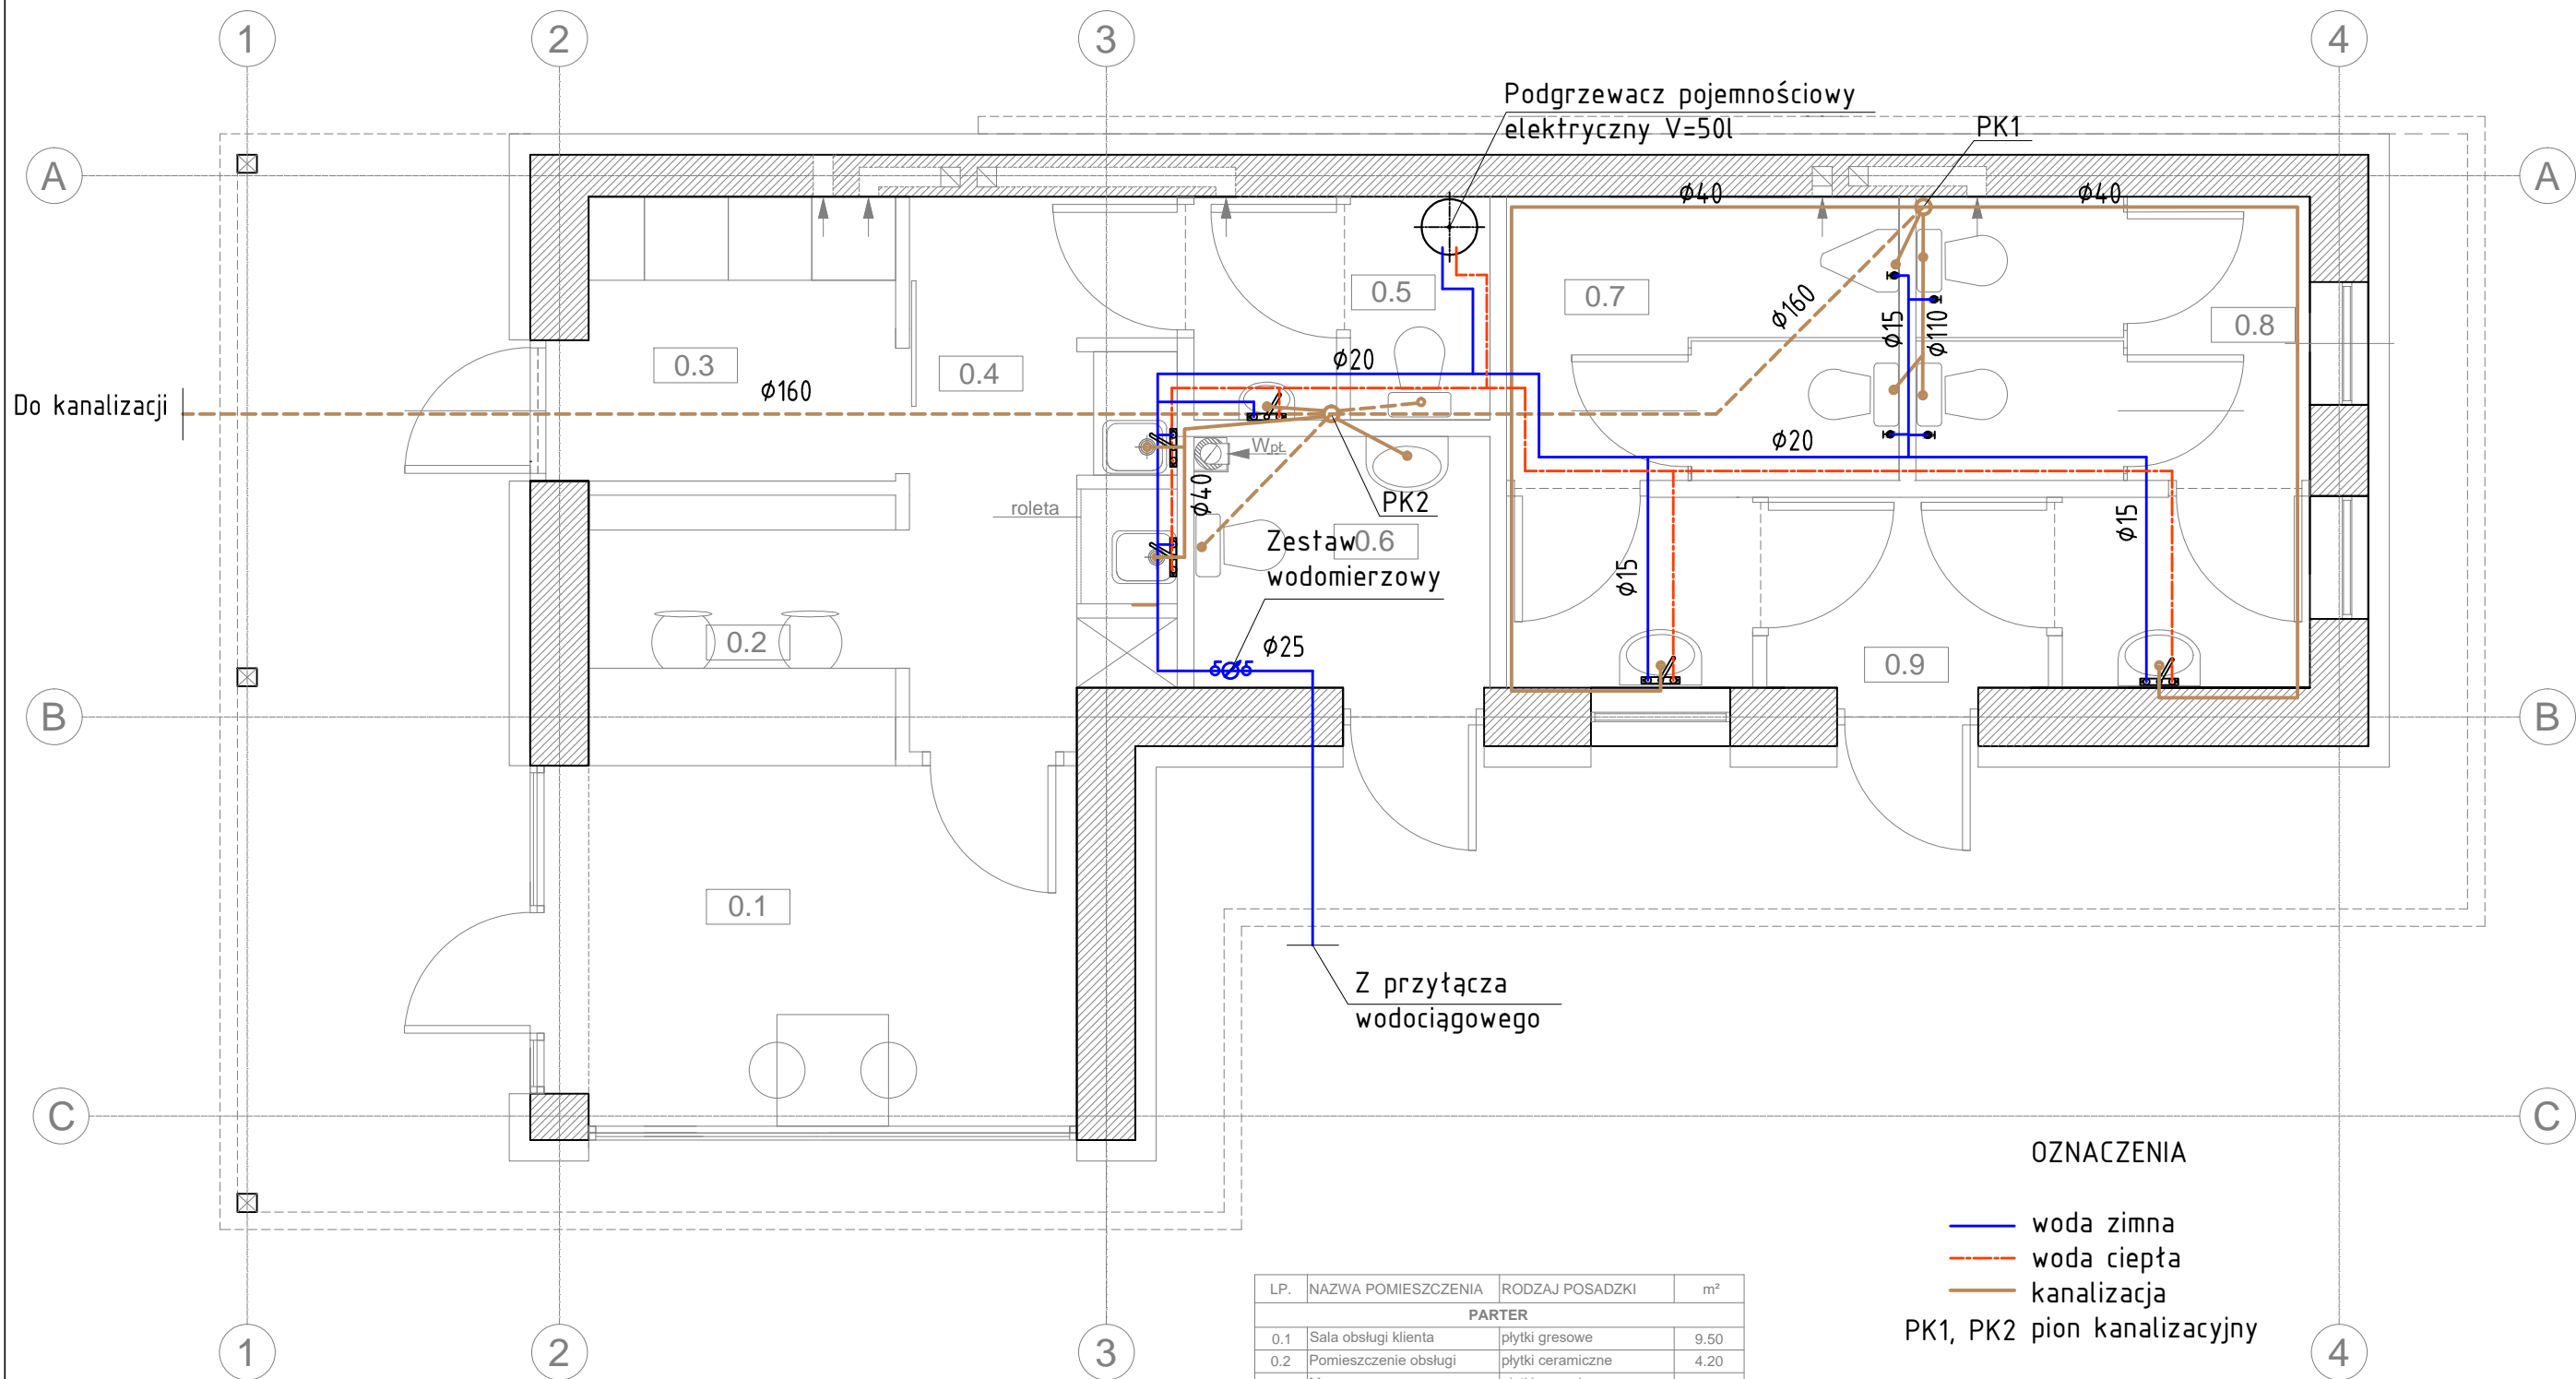 1
2
3
4
Podgrzewacz pojemnościowy
elektryczny V=50l
PK1
A
A
ϕ40
ϕ40
0.5
0.7
0.8
ϕ160
ϕ15
ϕ110
0.3
0.4
ϕ20
Do kanalizacji
ϕ160
Wpł.
ϕ20
ϕ40
PK2
roleta
ϕ15
Zestaw
0.6
wodomierzowy
ϕ15
0.2
ϕ25
0.9
B
B
0.1
Z przyłącza
wodociągowego
C
C
OZNACZENIA
woda zimna
woda ciepła
kanalizacja
PK1, PK2 pion kanalizacyjny
LP. NAZWA POMIESZCZENIA RODZAJ POSADZKI m²
PARTER
0.1 Sala obsługi klienta płytki gresowe 9.50
0.2 Pomieszczenie obsługi płytki ceramiczne 4.20
1
2
3
4